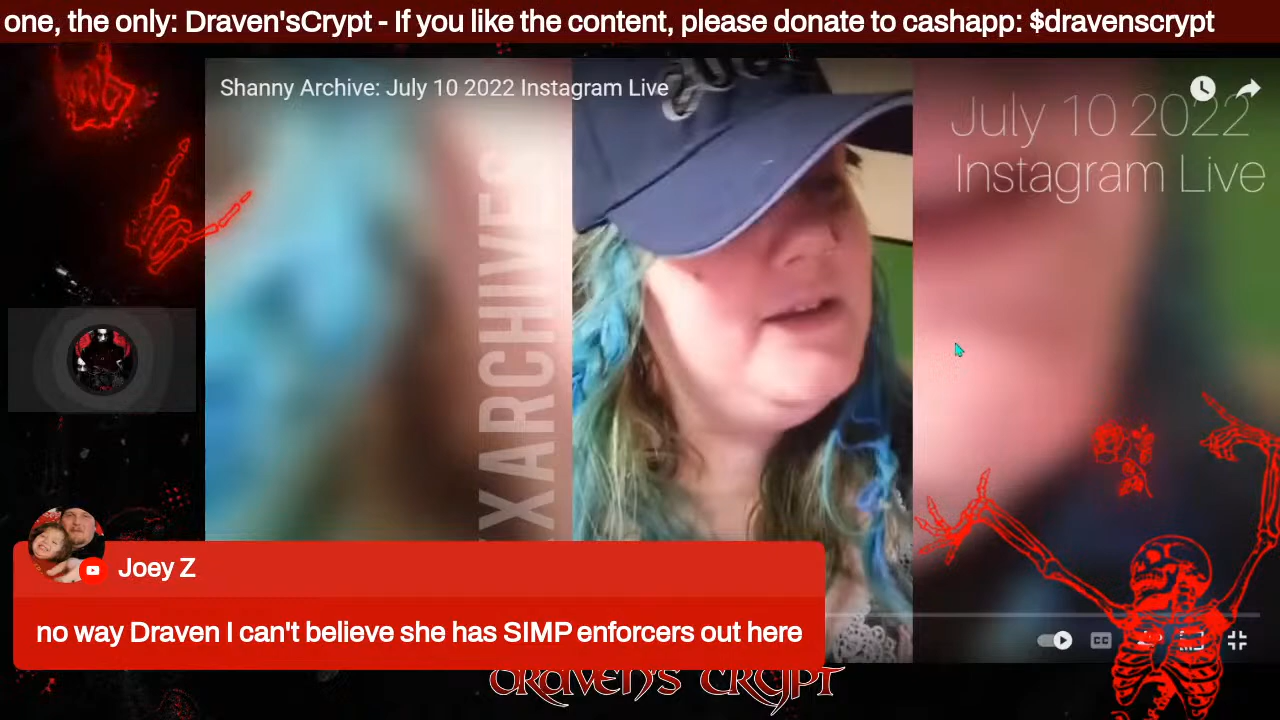 one, the only: Draven'sCrypt - If you like the content, please donate to cashapp: $dravenscrypt
Shanny Archive: July 10 2022 Instagram Live
July 10 2022
Instagram Live
XARCHIVES
Joey Z
no way Draven I can't believe she has SIMP enforcers out here
CC
DRAVEN'S CRYPT